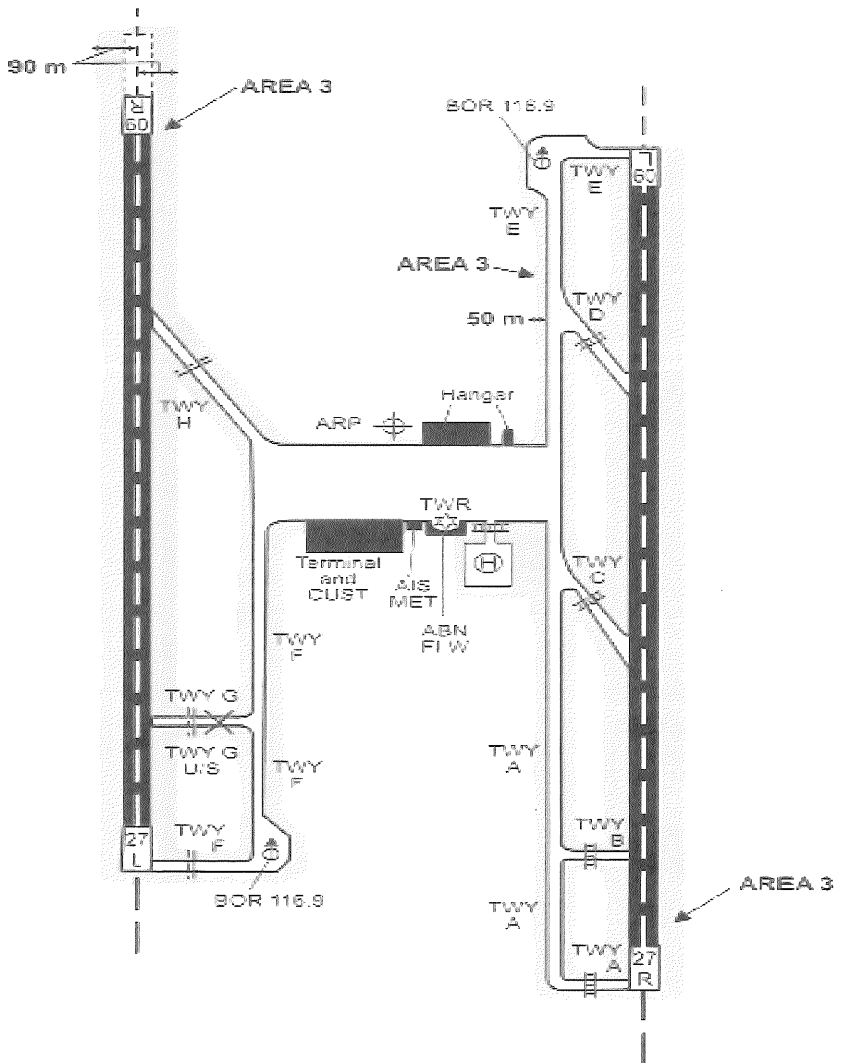 90 m
AREA 3
R
60
BOR 116.9
L
60
TWY
E
TWY
E
AREA 3
TWY
D
50 m
Hangar
ARP
TWY
H
TWR
TWY
C
Terminal
and
CUST
AIS
MET
ABN
FLW
H
TWY
F
TWY G
TWY G
U/S
TWY
F
TWY
A
TWY
B
27
L
TWY
F
BOR 116.9
AREA 3
TWY
A
TWY
A
27
R